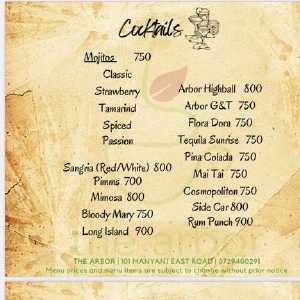 Cocktails
Mojitos 750
Classic
Strawberry
Tamarind
Spiced
Passion
Sangria (Red/White) 800
Pimms 700
Mimosa 800
Bloody Mary 750
Long Island 900
Arbor Highball 800
Arbor G&T 750
Flora Dora 750
Tequila Sunrise 750
Pina Colada 750
Mai Tai 750
Cosmopoliton 750
Side Car 800
Rum Punch 900
THE ARBOR | 101 MANYANI EAST ROAD | 0729400291
Menu prices and menu items are subject to change without prior notice